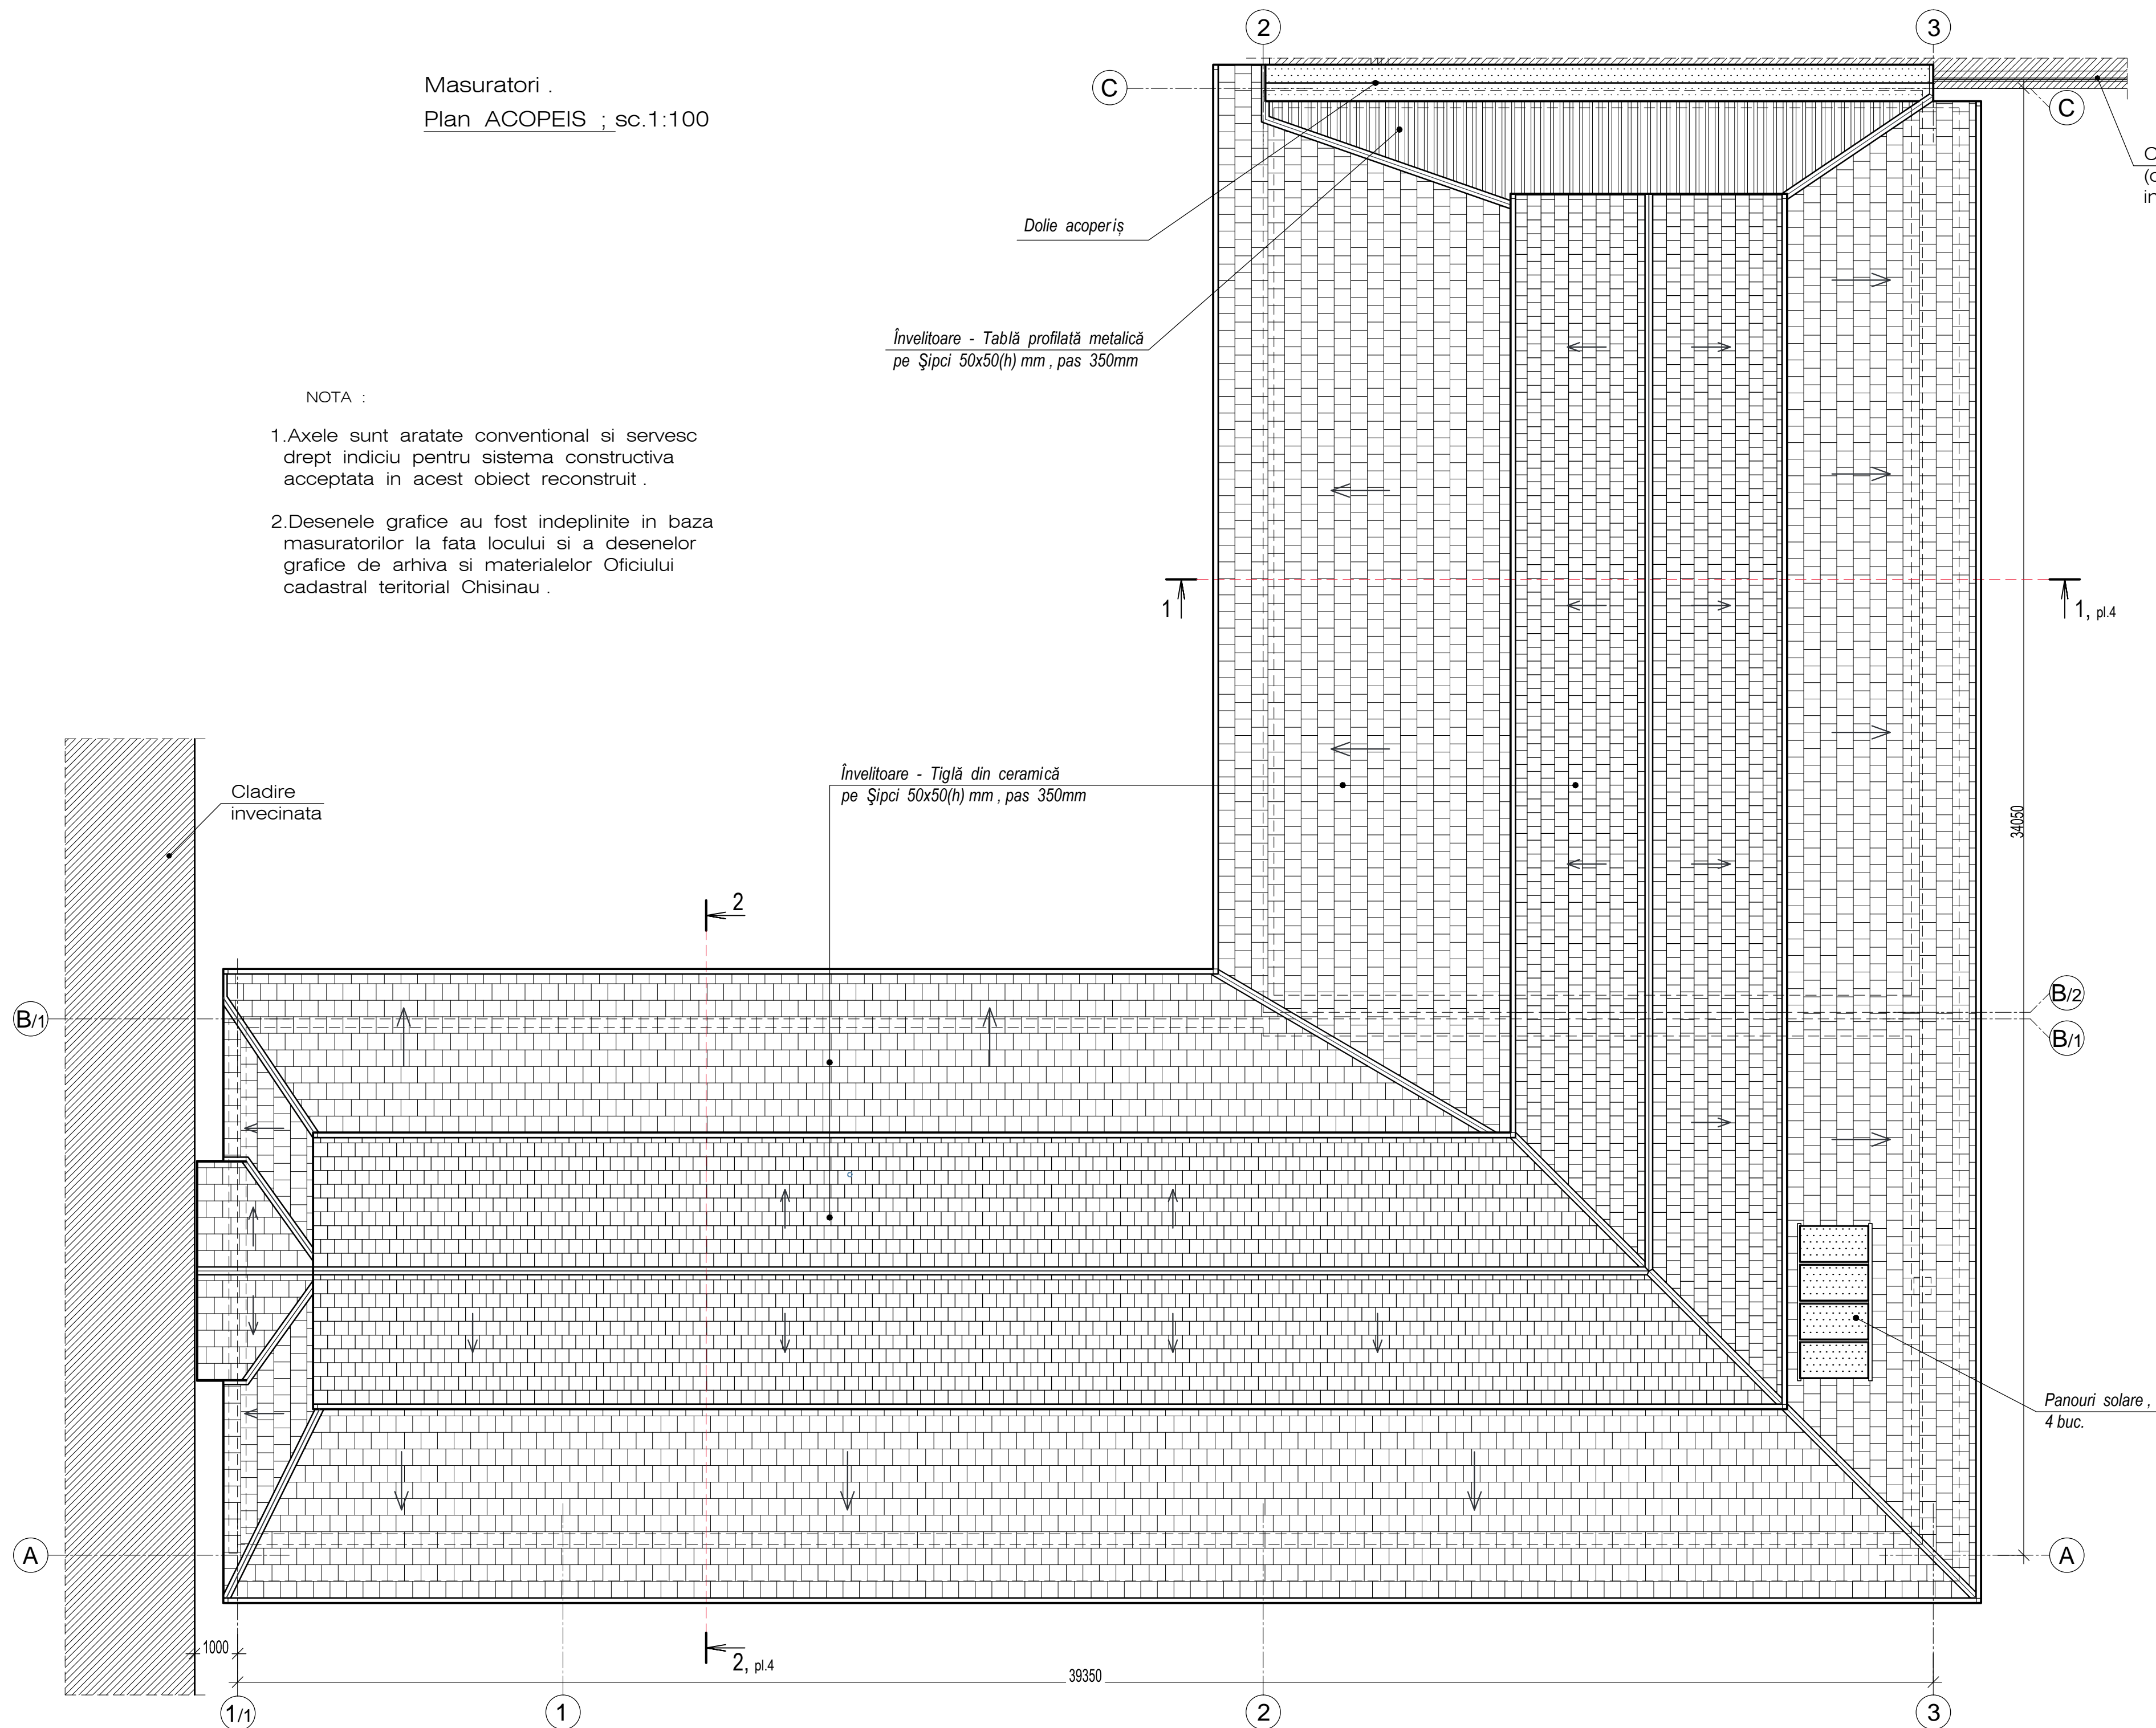 2
3
Masuratori .
Plan ACOPEIS ; sc.1:100
C
C
Dolie acoperiș
Învelitoare - Tablă profilată metalică
pe Şipci 50x50(h) mm , pas 350mm
NOTA :
1.Axele sunt aratate conventional si servesc
drept indiciu pentru sistema constructiva
acceptata in acest obiect reconstruit .
2.Desenele grafice au fost indeplinite in baza
masuratorilor la fata locului si a desenelor
grafice de arhiva si materialelor Oficiului
cadastral teritorial Chisinau .
1
1, pl.4
Cladire
invecinata
Învelitoare - Tiglă din ceramică
pe Şipci 50x50(h) mm , pas 350mm
34050
2
B/1
B/2
B/1
Panouri solare ,
4 buc.
A
A
1000
2, pl.4
39350
1/1
1
2
3